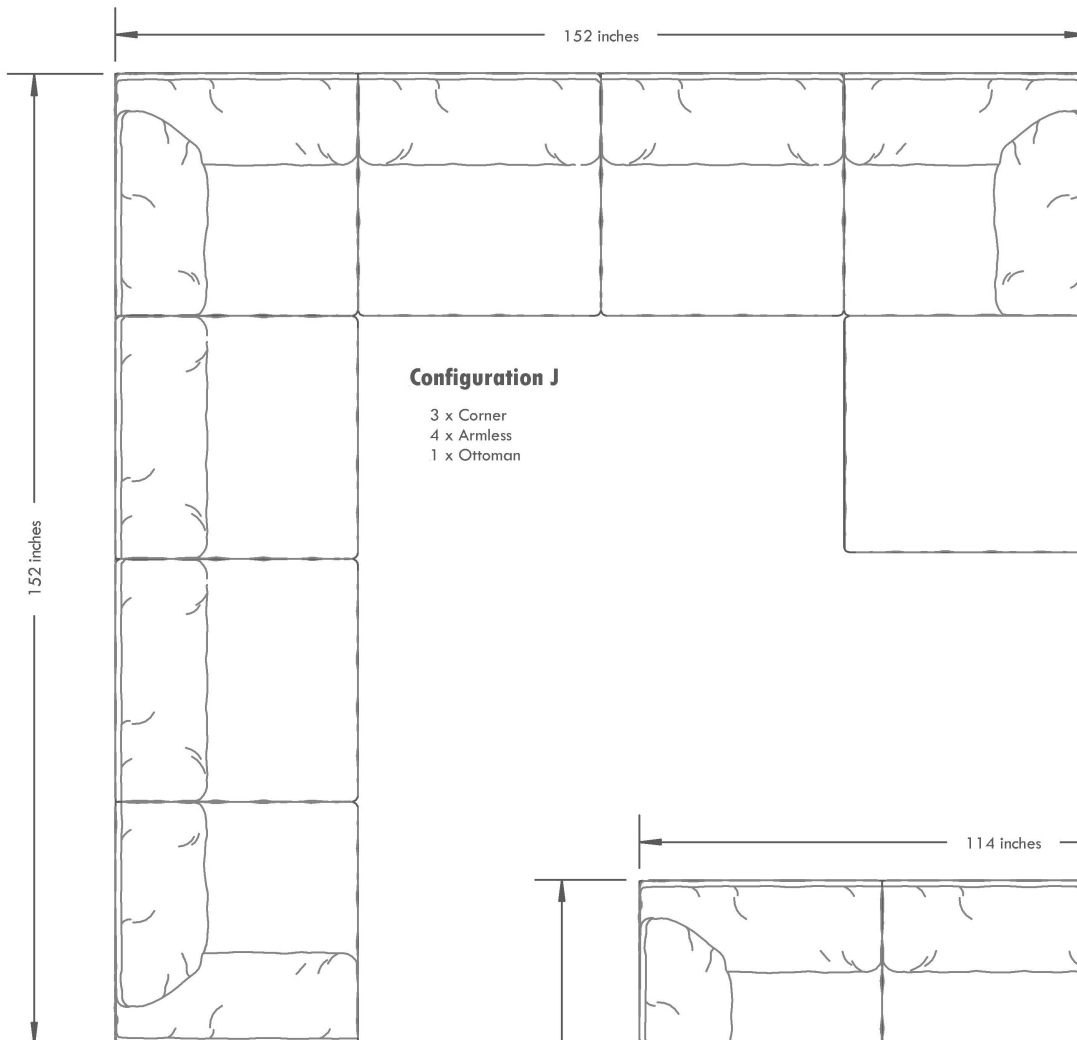 152 inches
152 inches
Configuration J
3 x Corner
4 x Armless
1 x Ottoman
114 inches